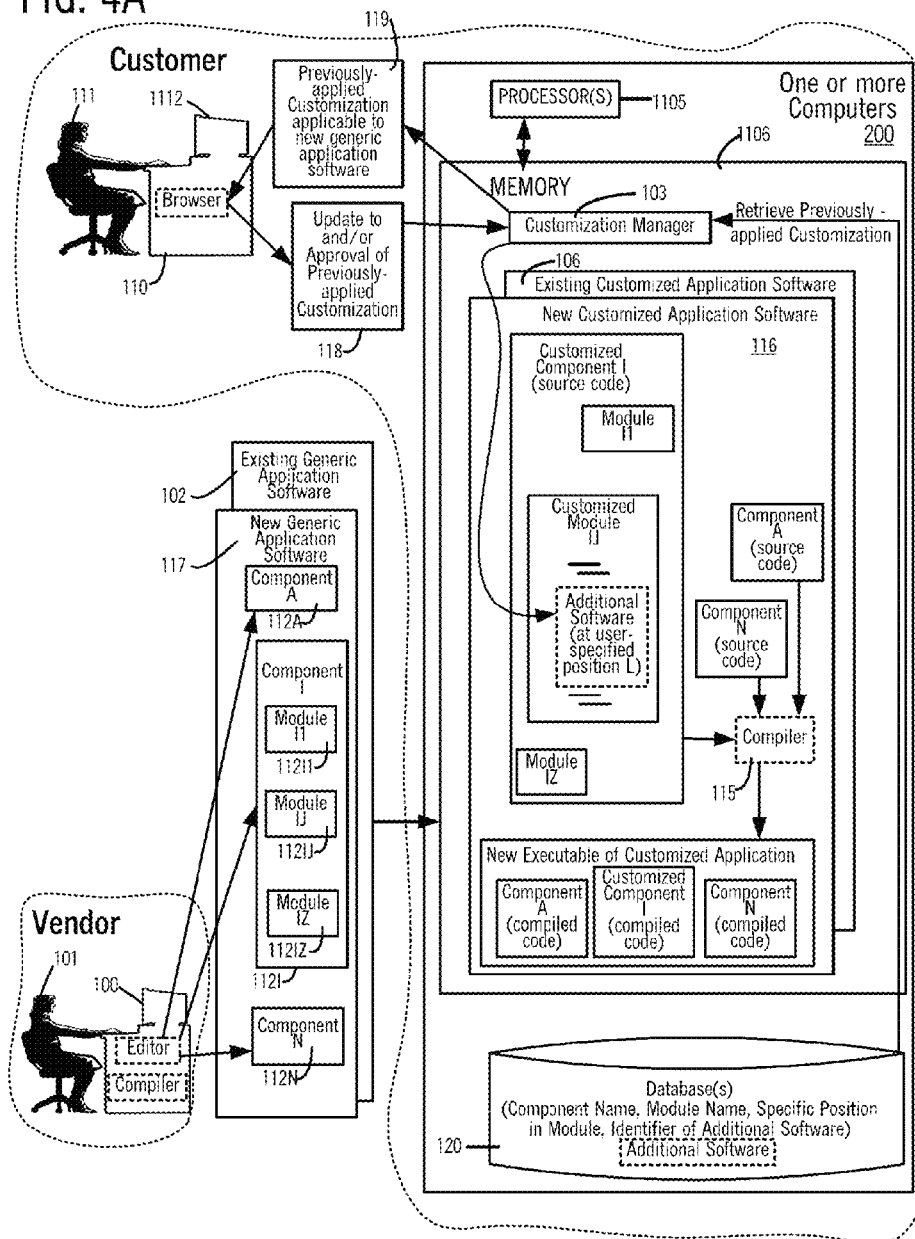 FIG. 4A
Customer
111
1112
Browser
110
119
Previously-
applied
Customization
applicable to
new generic
application
software
Update to
and/or
Approval of
Previously-
applied
Customization
118
One or more
Computers
200
PROCESSOR(S)
1105
1106
MEMORY
103
Customization Manager
Retrieve Previously -
applied Customization
106
Existing Customized Application Software
New Customized Application Software
116
Customized
Component I
(source code)
Module
I1
Customized
Module
IJ
Additional
Software
(at user-
specified
position L)
Module
IZ
Component
A
(source
code)
Component
N
(source
code)
Compiler
115
New Executable of Customized Application
Component
A
(compiled
code)
Customized
Component
I
(compiled
code)
Component
N
(compiled
code)
102
Existing Generic
Application
Software
117
New Generic
Application
Software
Component
A
112A
Component
I
Module
I1
112I1
Module
IJ
112IJ
Module
IZ
112IZ
112I
Component
N
112N
Vendor
101
100
Editor
Compiler
120
Database(s)
(Component Name, Module Name, Specific Position
in Module, Identifier of Additional Software)
Additional Software